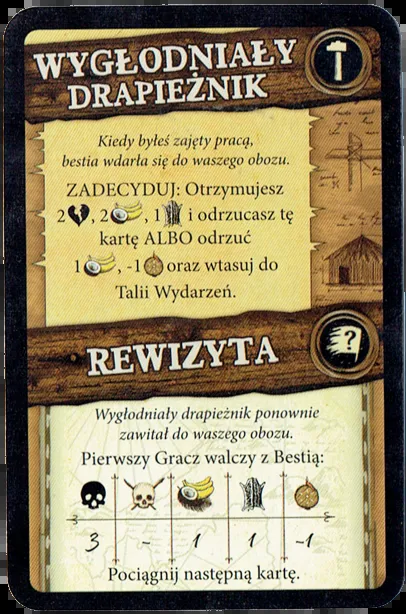 WYGŁODNIAŁY
DRAPIEŻNIK
Kiedy byłeś zajęty pracą,
bestia wdarła się do waszego obozu.
ZADECYDUJ: Otrzymujesz
2, 2, 1 i odrzucasz tę
kartę ALBO odrzuć
1, -1 oraz wtasuj do
Talii Wydarzeń.
?
REWIZYTA
Wygłodniały drapieżnik ponownie
zawitał do waszego obozu.
Pierwszy Gracz walczy z Bestią:
3 - 1 1 -1
Pociągnij następną kartę.